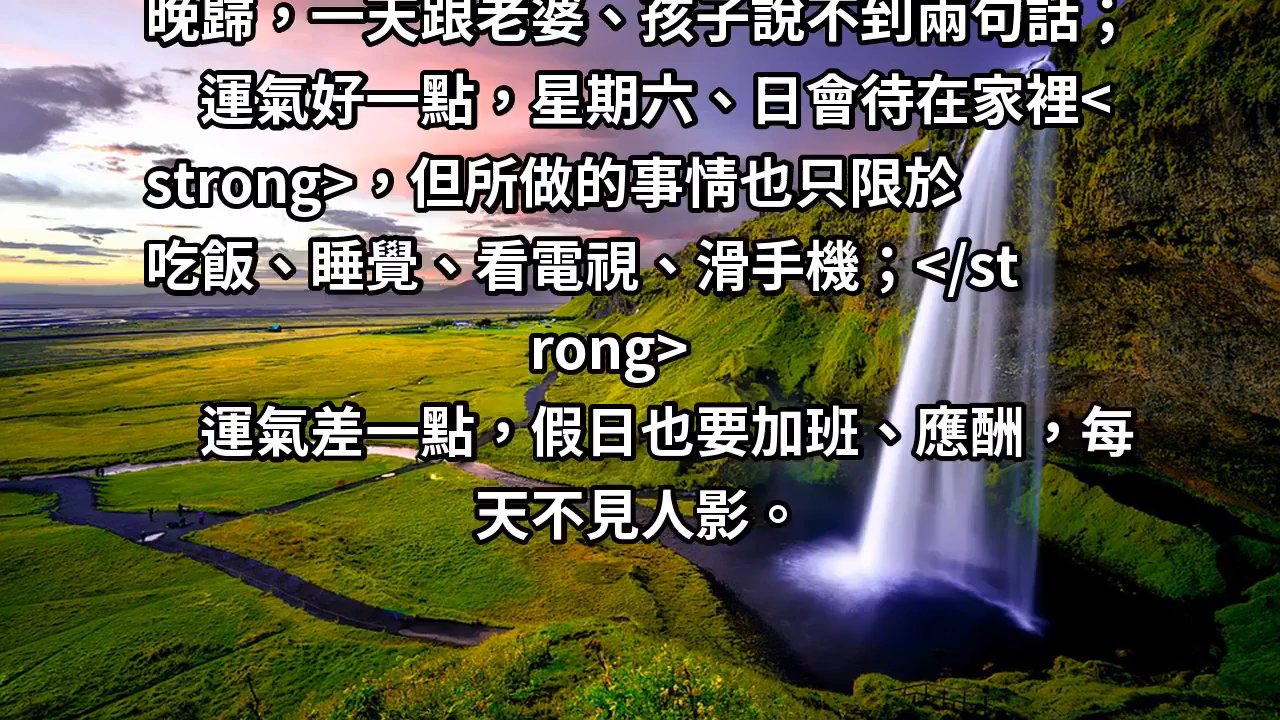 晚歸，一天跟老婆、孩子說不到兩句話；
運氣好一點，星期六、日會待在家裡<
strong>，但所做的事情也只限於
吃飯、睡覺、看電視、滑手機；</st
rong>
運氣差一點，假日也要加班、應酬，每
天不見人影。